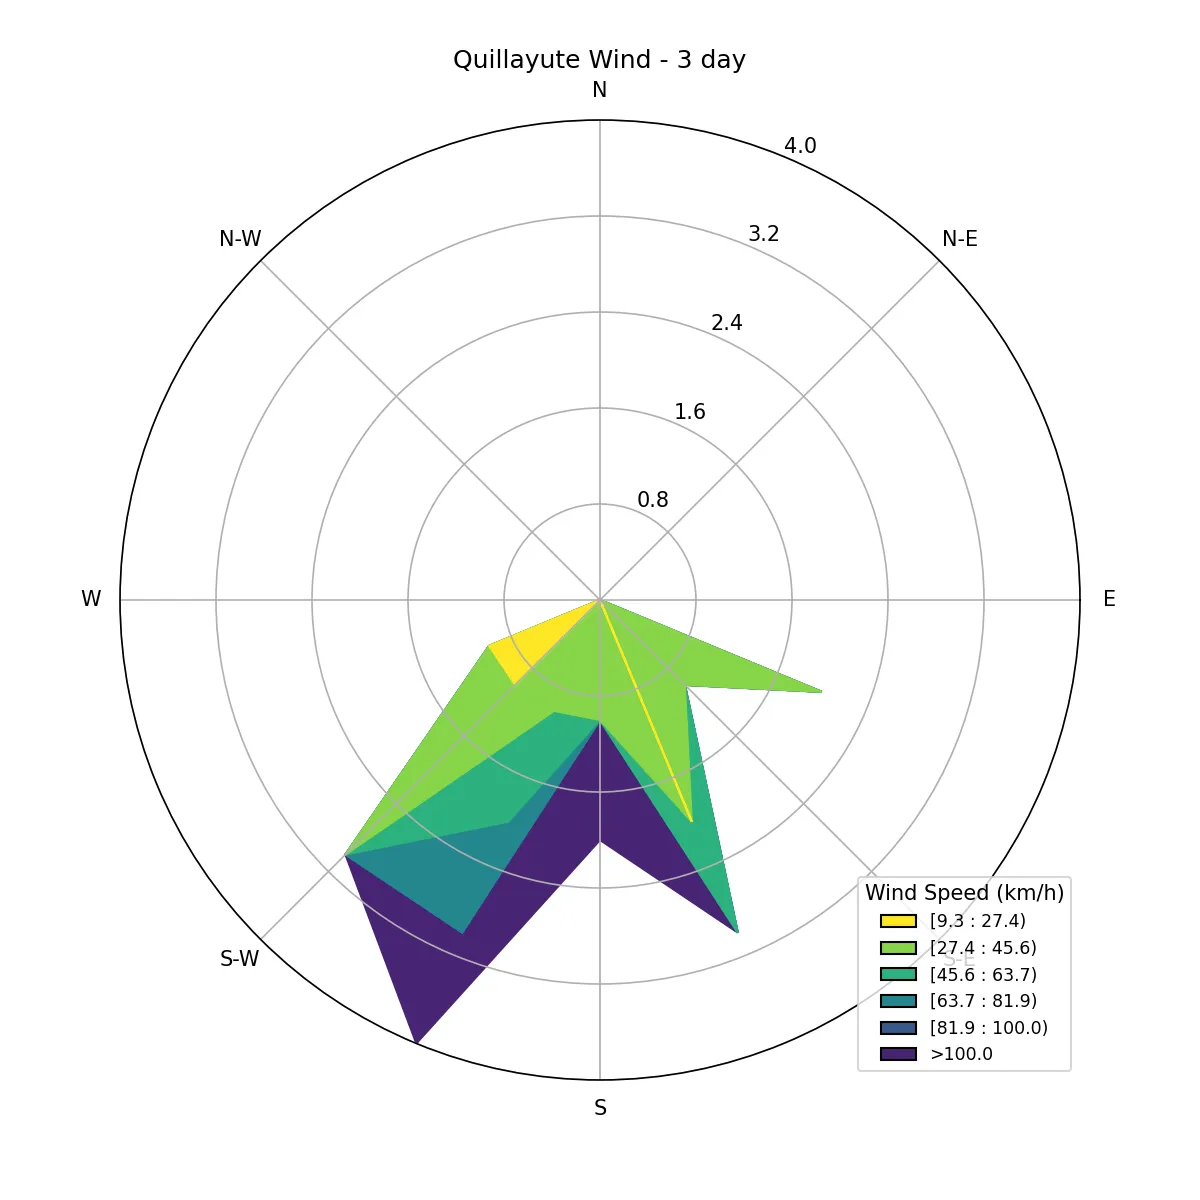 Quillayute Wind - 3 day
N
4.0
N-W
3.2
N-E
2.4
1.6
0.8
W
E
Wind Speed (km/h)
[9.3 : 27.4)
[27.4 : 45.6)
S-W
S-E
[45.6 : 63.7)
[63.7 : 81.9)
[81.9 : 100.0)
>100.0
S